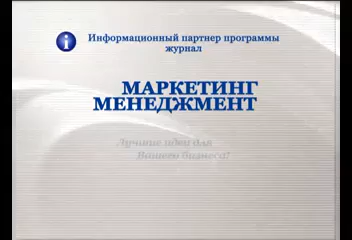 Информационный партнер программы
журнал
МАРКЕТИНГ
МЕНЕДЖМЕНТ
Лучшие идеи для
Вашего бизнеса!